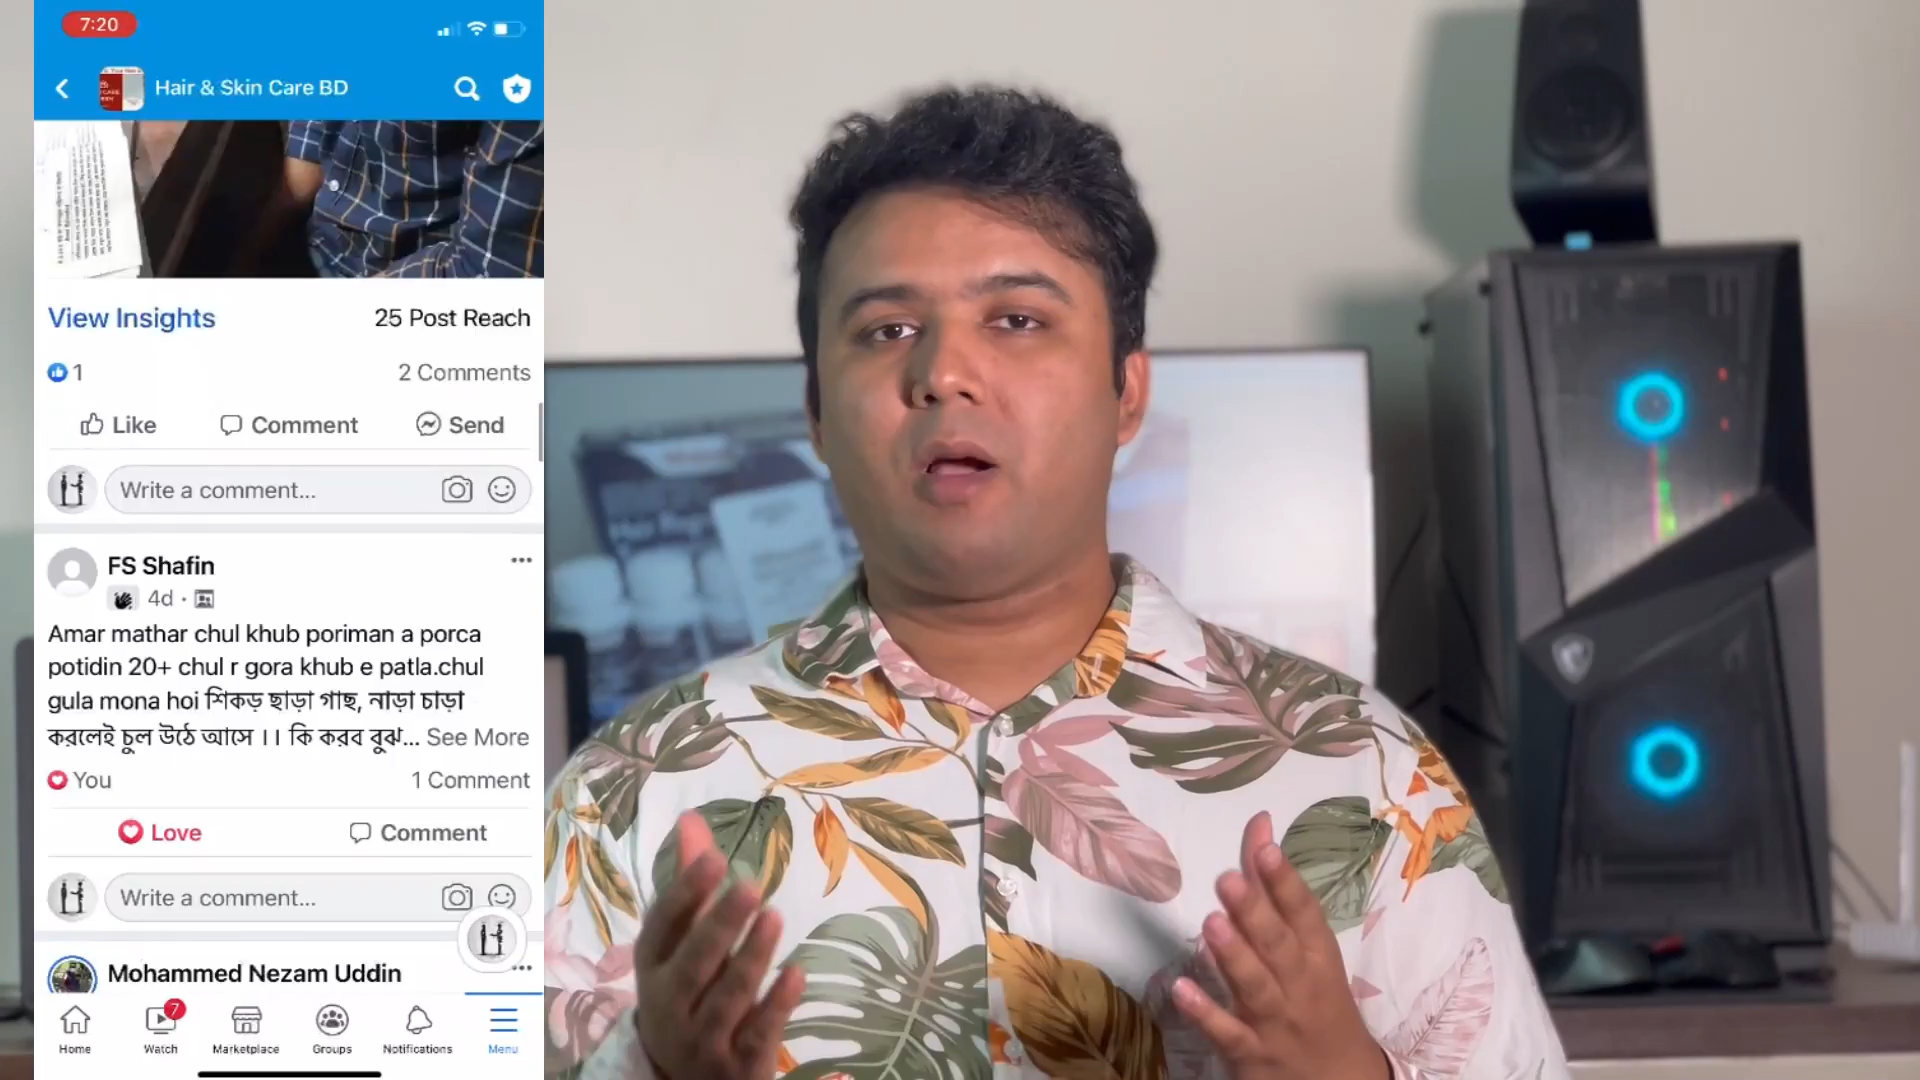 7:20
Hair & Skin Care BD
View Insights
25 Post Reach
1
2 Comments
Like
Comment
Send
Write a comment...
FS Shafin
4d
Amar mathar chul khub poriman a porca
potidin 20+ chul r gora khub e patla.chul
gula mona hoi শিকড় ছাড়া গাছ, নাড়া চাড়া
করলেই চুল উঠে আসে ।। কি করব বুঝ... See More
You
1 Comment
Love
Comment
Write a comment...
Mohammed Nezam Uddin
7
Home
Watch
Marketplace
Groups
Notifications
Menu